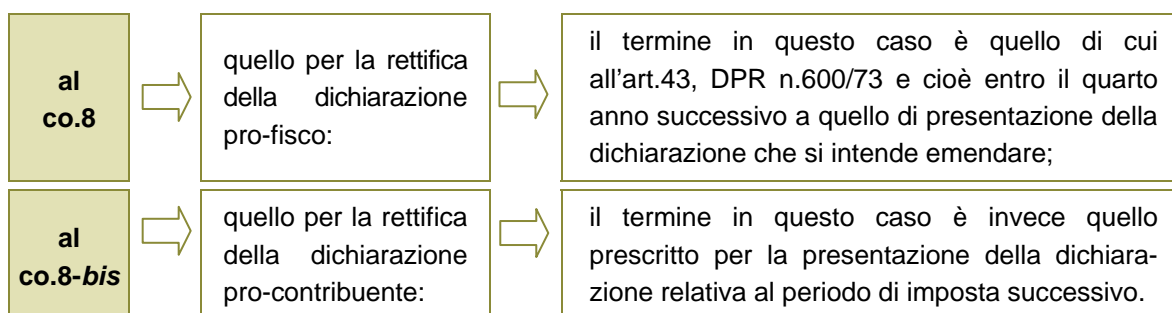 al
co.8
quello per la rettifica
della dichiarazione
pro-fisco:
il termine in questo caso è quello di cui
all'art.43, DPR n.600/73 e cioè entro il quarto
anno successivo a quello di presentazione della
dichiarazione che si intende emendare;
al
co.8-bis
quello per la rettifica
della dichiarazione
pro-contribuente:
il termine in questo caso è invece quello
prescritto per la presentazione della dichiara-
zione relativa al periodo di imposta successivo.